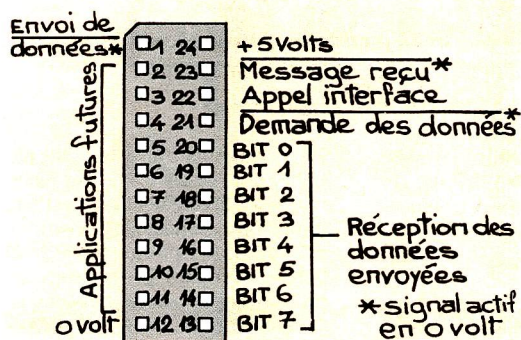 Envoi de
données*
1 24 + 5 Volts
2 23 Message reçu*
3 22 Appel interface
4 21 Demande des données*
5 20 BIT 0
6 19 BIT 1
7 18 BIT 2
8 17 BIT 3
9 16 BIT 4
10 15 BIT 5
11 14 BIT 6
0 volt 12 13 BIT 7
Applications futures
Réception des
données
envoyées
* signal actif
en 0 volt